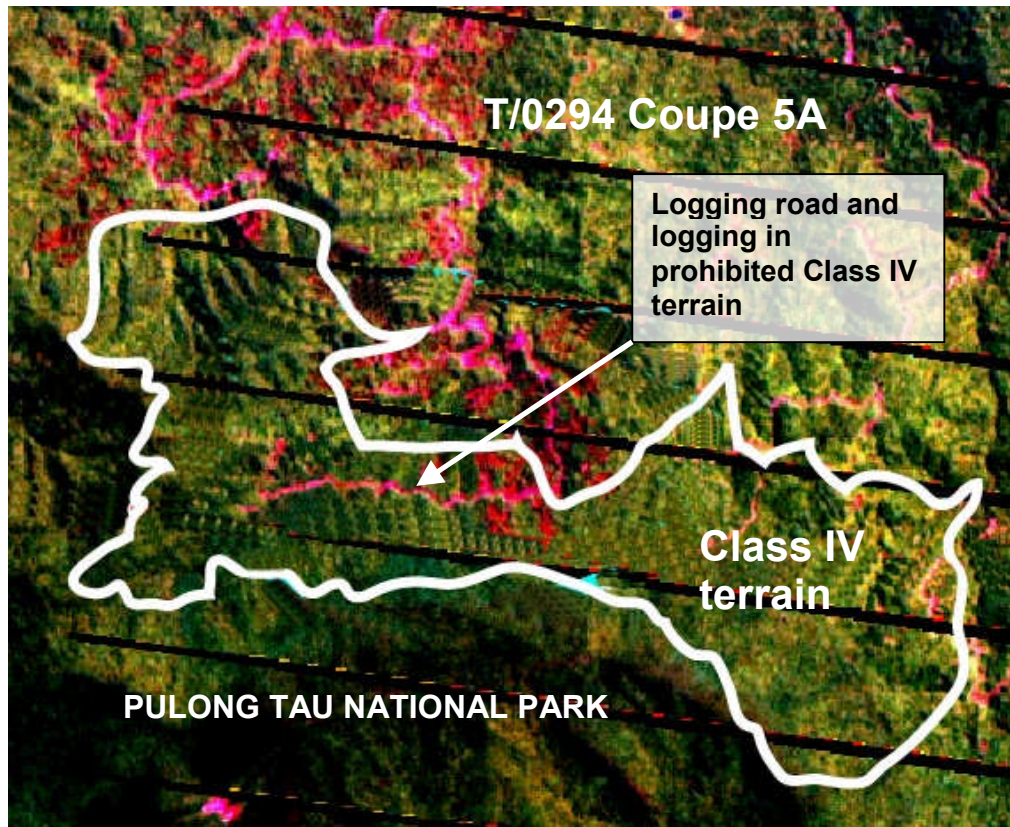 T/0294 Coupe 5A
Logging road and
logging in
prohibited Class IV
terrain
Class IV
terrain
PULONG TAU NATIONAL PARK